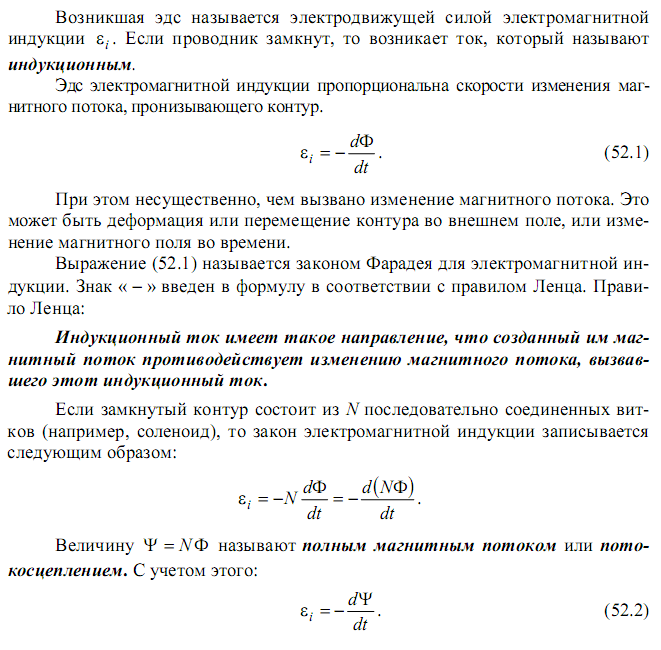 Возникшая эдс называется электродвижущей силой электромагнитной
индукции ε_i. Если проводник замкнут, то возникает ток, который называют
индукционным.
Эдс электромагнитной индукции пропорциональна скорости изменения маг-
нитного потока, пронизывающего контур.
ε_i = − dΦ/dt . (52.1)
При этом несущественно, чем вызвано изменение магнитного потока. Это
может быть деформация или перемещение контура во внешнем поле, или изме-
нение магнитного поля во времени.
Выражение (52.1) называется законом Фарадея для электромагнитной ин-
дукции. Знак « − » введен в формулу в соответствии с правилом Ленца. Прави-
ло Ленца:
Индукционный ток имеет такое направление, что созданный им маг-
нитный поток противодействует изменению магнитного потока, вызвав-
шего этот индукционный ток.
Если замкнутый контур состоит из N последовательно соединенных вит-
ков (например, соленоид), то закон электромагнитной индукции записывается
следующим образом:
ε_i = −N dΦ/dt = − d(NΦ)/dt .
Величину Ψ = NΦ называют полным магнитным потоком или пото-
косцеплением. С учетом этого:
ε_i = − dΨ/dt . (52.2)